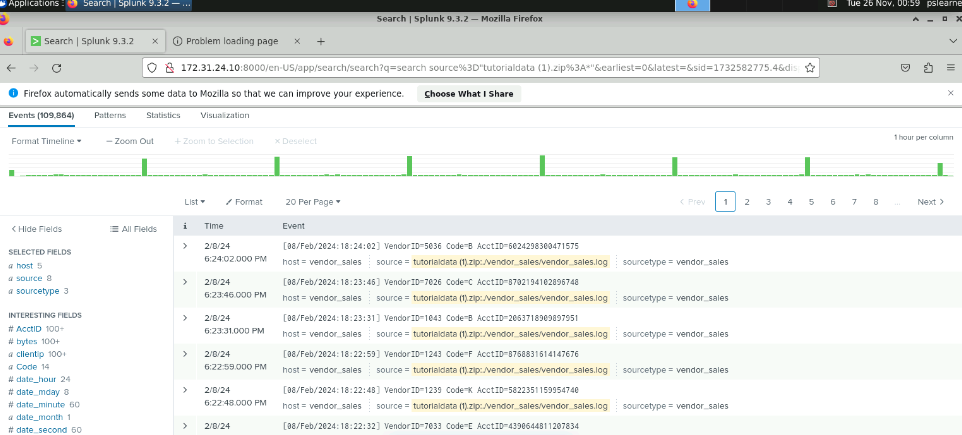 Applications : Search | Splunk 9.3.2 — ... Tue 26 Nov, 00:59 pslearne
Search | Splunk 9.3.2 — Mozilla Firefox
Search | Splunk 9.3.2 × Problem loading page × +
172.31.24.10:8000/en-US/app/search/search?q=search source%3D"tutorialdata (1).zip%3A*"&earliest=0&latest=&sid=1732582775.4&dis
Firefox automatically sends some data to Mozilla so that we can improve your experience. Choose What I Share ×
Events (109,864) Patterns Statistics Visualization
Format Timeline — Zoom Out + Zoom to Selection × Deselect 1 hour per column
List Format 20 Per Page < Prev 1 2 3 4 5 6 7 8 ... Next >
< Hide Fields All Fields i Time Event
SELECTED FIELDS
a host 5
a source 8
a sourcetype 3
INTERESTING FIELDS
# AcctID 100+
# bytes 100+
a clientip 100+
a Code 14
# date_hour 24
# date_mday 8
# date_minute 60
a date_month 1
# date_second 60
> 2/8/24 [08/Feb/2024:18:24:02] VendorID=5036 Code=B AcctID=6024298300471575
6:24:02.000 PM host = vendor_sales source = tutorialdata (1).zip:./vendor_sales/vendor_sales.log sourcetype = vendor_sales
> 2/8/24 [08/Feb/2024:18:23:46] VendorID=7026 Code=C AcctID=8702194102896748
6:23:46.000 PM host = vendor_sales source = tutorialdata (1).zip:./vendor_sales/vendor_sales.log sourcetype = vendor_sales
> 2/8/24 [08/Feb/2024:18:23:31] VendorID=1043 Code=B AcctID=2063718909897951
6:23:31.000 PM host = vendor_sales source = tutorialdata (1).zip:./vendor_sales/vendor_sales.log sourcetype = vendor_sales
> 2/8/24 [08/Feb/2024:18:22:59] VendorID=1243 Code=F AcctID=8768831614147676
6:22:59.000 PM host = vendor_sales source = tutorialdata (1).zip:./vendor_sales/vendor_sales.log sourcetype = vendor_sales
> 2/8/24 [08/Feb/2024:18:22:48] VendorID=1239 Code=K AcctID=5822351159954740
6:22:48.000 PM host = vendor_sales source = tutorialdata (1).zip:./vendor_sales/vendor_sales.log sourcetype = vendor_sales
> 2/8/24 [08/Feb/2024:18:22:32] VendorID=7033 Code=E AcctID=4390644811207834